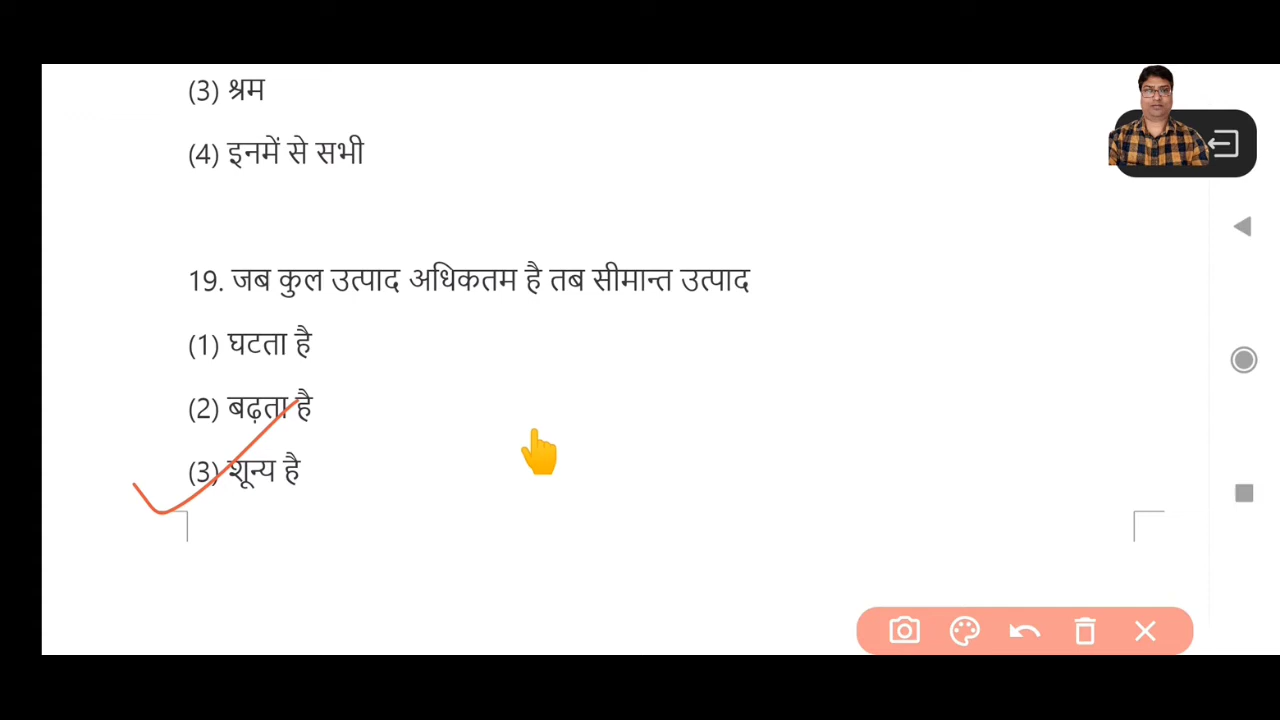 (3) श्रम
(4) इनमें से सभी
19. जब कुल उत्पाद अधिकतम है तब सीमान्त उत्पाद
(1) घटता है
(2) बढ़ता है
(3) शून्य है